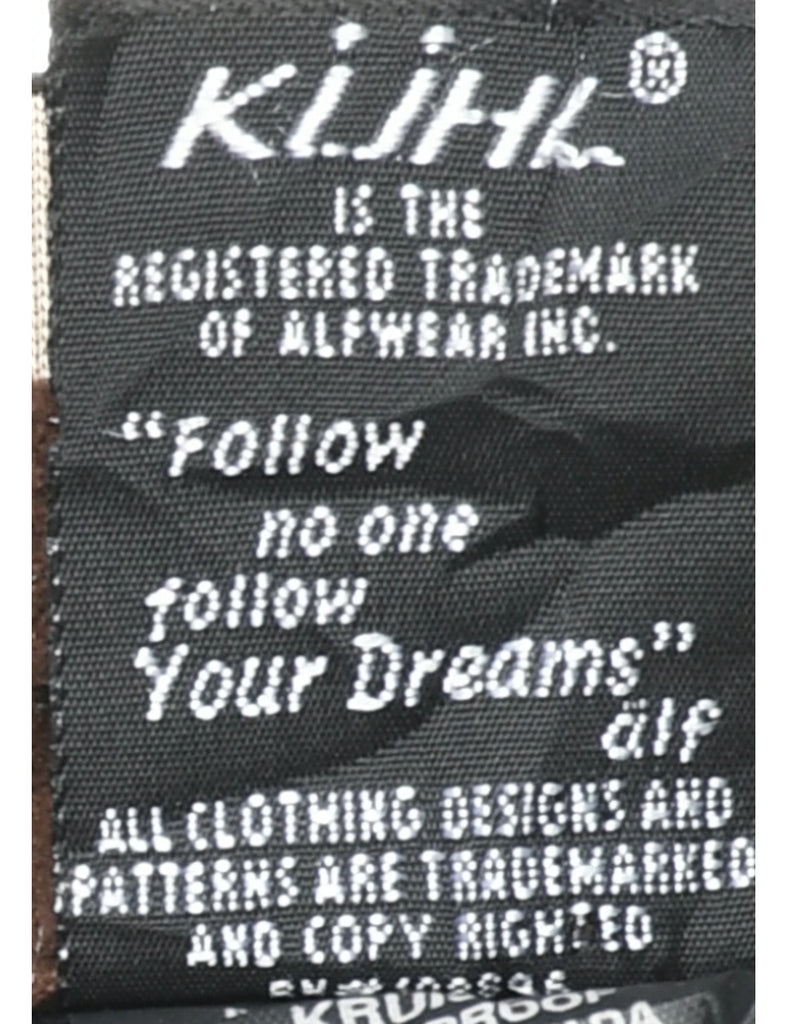 KÜHL®
IS THE
REGISTERED TRADEMARK
OF ALFWEAR INC.
“Follow
no one
follow
Your Dreams”
älf
ALL CLOTHING DESIGNS AND
PATTERNS ARE TRADEMARKED
AND COPY RIGHTED